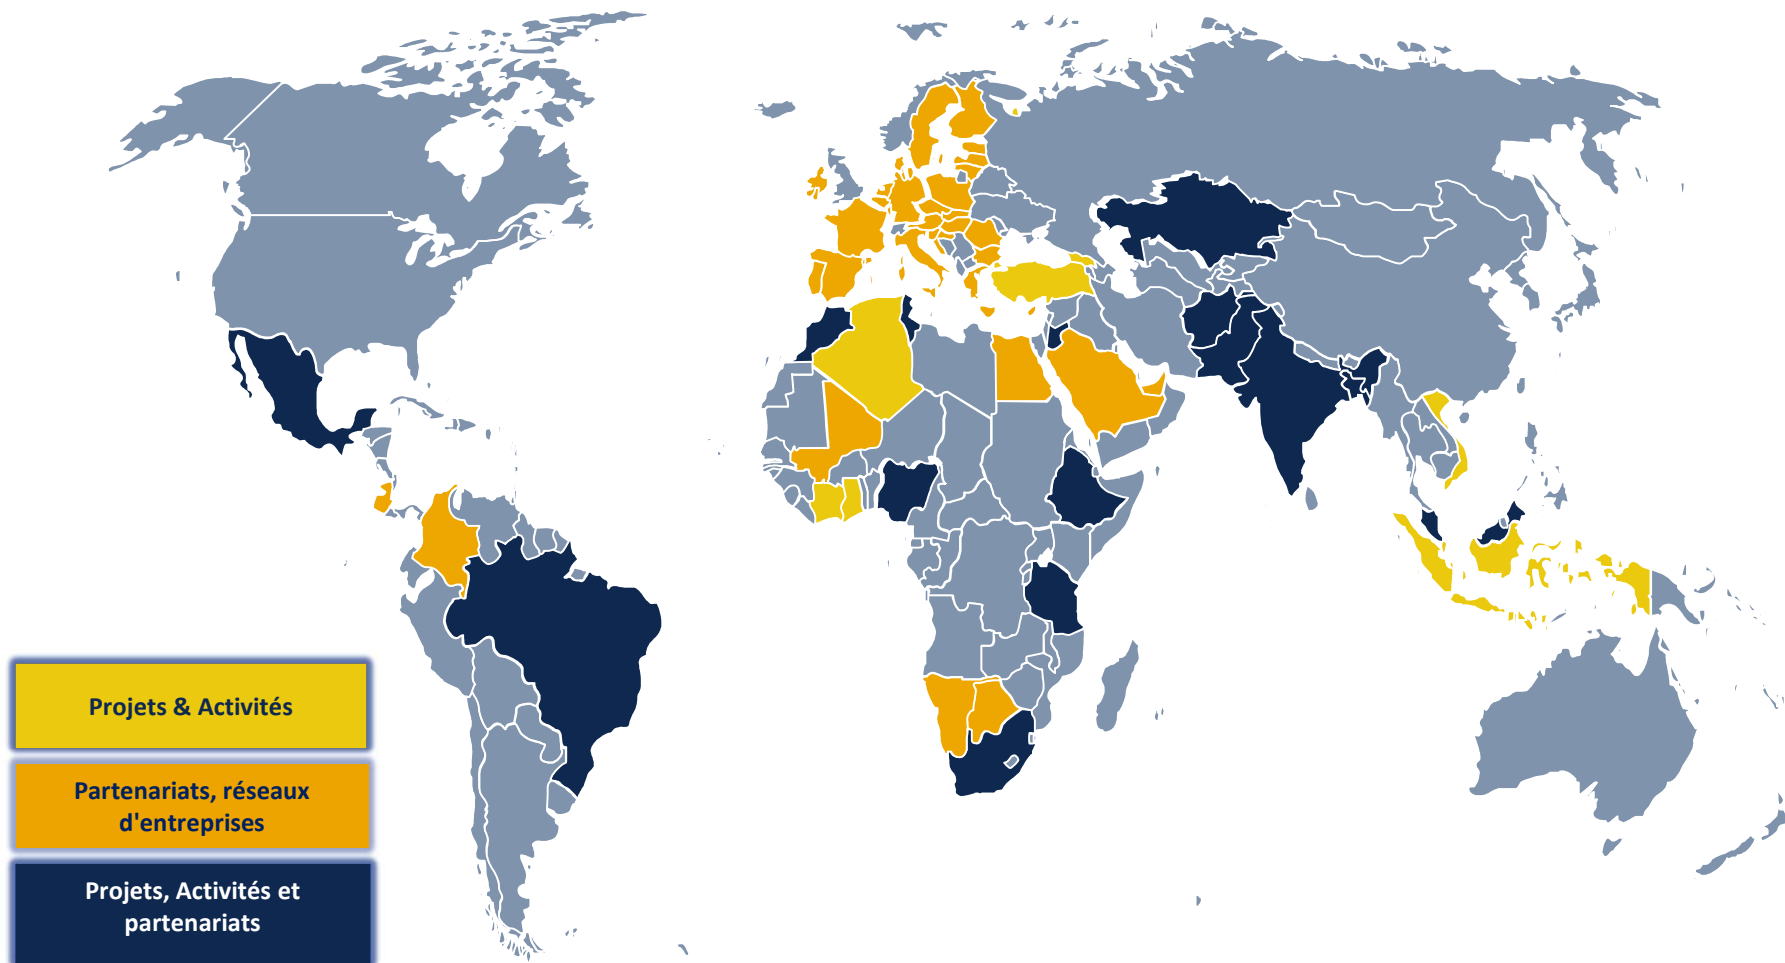 Projets & Activités
Partenariats, réseaux
d'entreprises
Projets, Activités et
partenariats